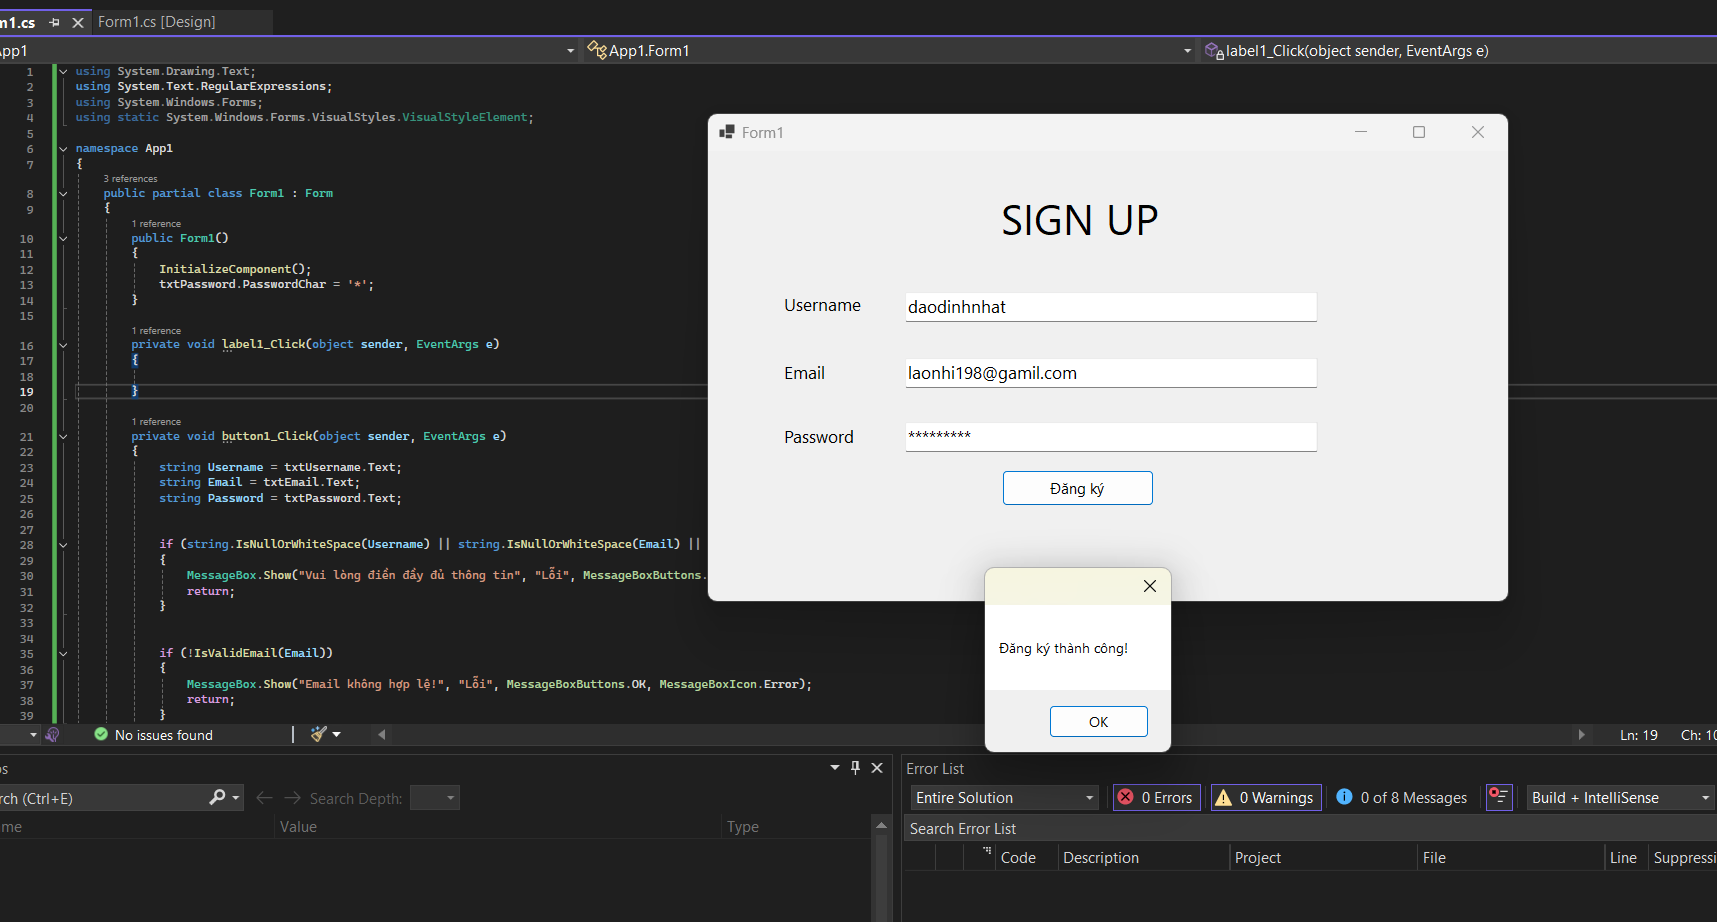 m1.cs
Form1.cs [Design]
App1
App1.Form1
label1_Click(object sender, EventArgs e)
1 using System.Drawing.Text;
2 using System.Text.RegularExpressions;
3 using System.Windows.Forms;
4 using static System.Windows.Forms.VisualStyles.VisualStyleElement;
5
6 namespace App1
7 {
3 references
8 public partial class Form1 : Form
9 {
1 reference
10 public Form1()
11 {
12 InitializeComponent();
13 txtPassword.PasswordChar = '*';
14 }
15
1 reference
16 private void label1_Click(object sender, EventArgs e)
17 {
18
19 }
20
1 reference
21 private void button1_Click(object sender, EventArgs e)
22 {
23 string Username = txtUsername.Text;
24 string Email = txtEmail.Text;
25 string Password = txtPassword.Text;
26
27
28 if (string.IsNullOrWhiteSpace(Username) || string.IsNullOrWhiteSpace(Email) ||
29 {
30 MessageBox.Show("Vui lòng điền đầy đủ thông tin", "Lỗi", MessageBoxButtons.
31 return;
32 }
33
34
35 if (!IsValidEmail(Email))
36 {
37 MessageBox.Show("Email không hợp lệ!", "Lỗi", MessageBoxButtons.OK, MessageBoxIcon.Error);
38 return;
39 }
Form1
SIGN UP
Username
daodinhnhat
Email
laonhi198@gamil.com
Password
*********
Đăng ký
Đăng ký thành công!
OK
No issues found
Ln: 19
Ch: 10
s
rch (Ctrl+E)
Search Depth:
me
Value
Type
Error List
Entire Solution
0 Errors
0 Warnings
0 of 8 Messages
Build + IntelliSense
Search Error List
Code
Description
Project
File
Line
Suppressi